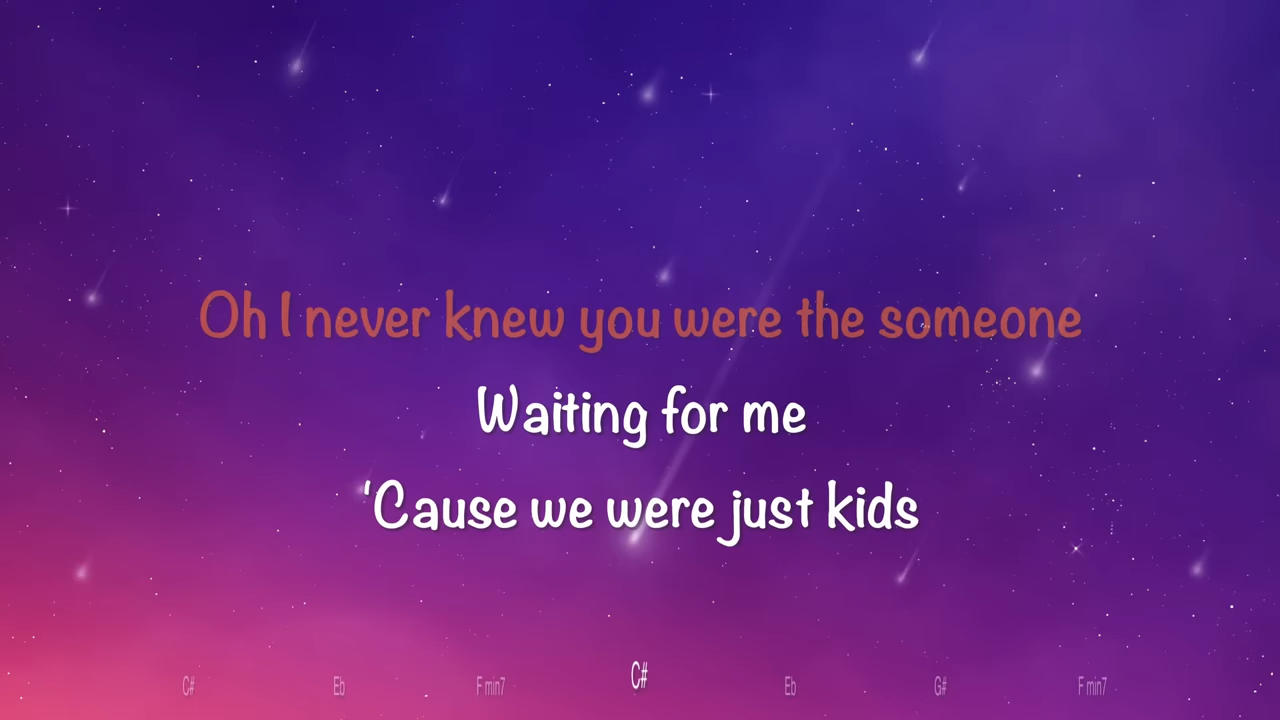 Oh I never knew you were the someone
Waiting for me
‘Cause we were just kids
C# Eb F min7 C# Eb G# F min7